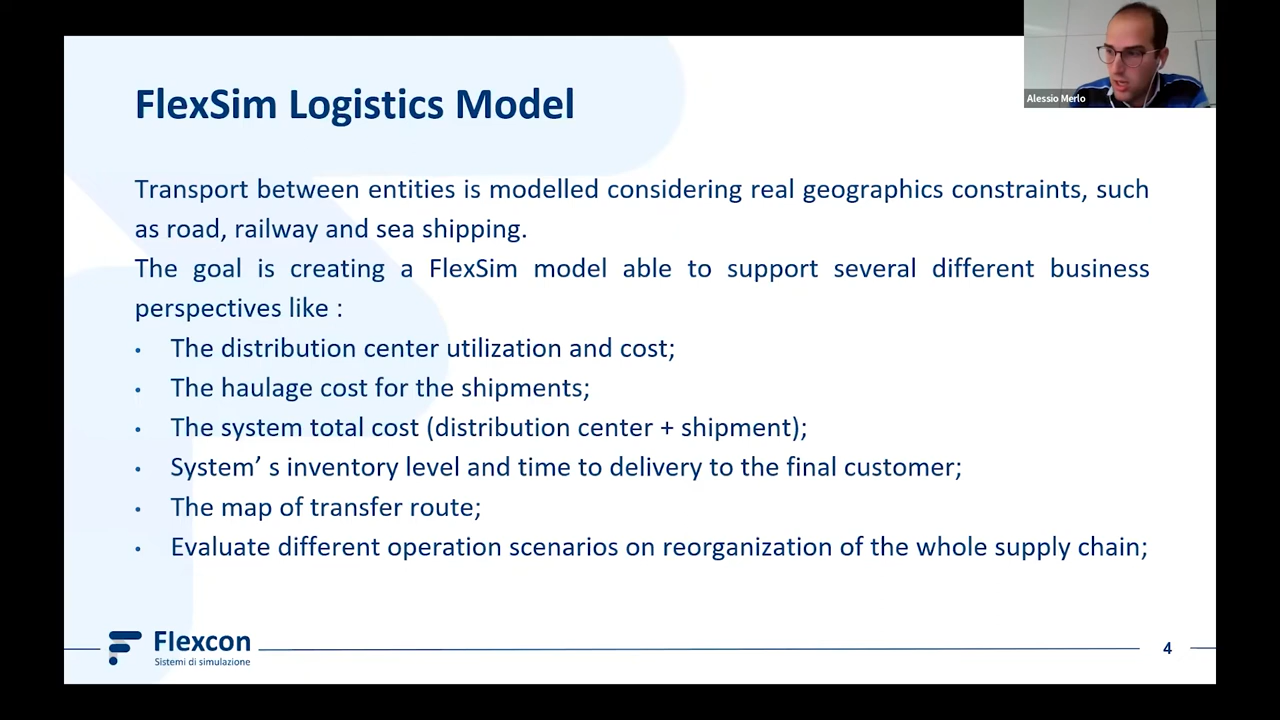 Alessio Merlo
FlexSim Logistics Model
Transport between entities is modelled considering real geographics constraints, such
as road, railway and sea shipping.
The goal is creating a FlexSim model able to support several different business
perspectives like :
• The distribution center utilization and cost;
• The haulage cost for the shipments;
• The system total cost (distribution center + shipment);
• System’ s inventory level and time to delivery to the final customer;
• The map of transfer route;
• Evaluate different operation scenarios on reorganization of the whole supply chain;
Flexcon
Sistemi di simulazione
4